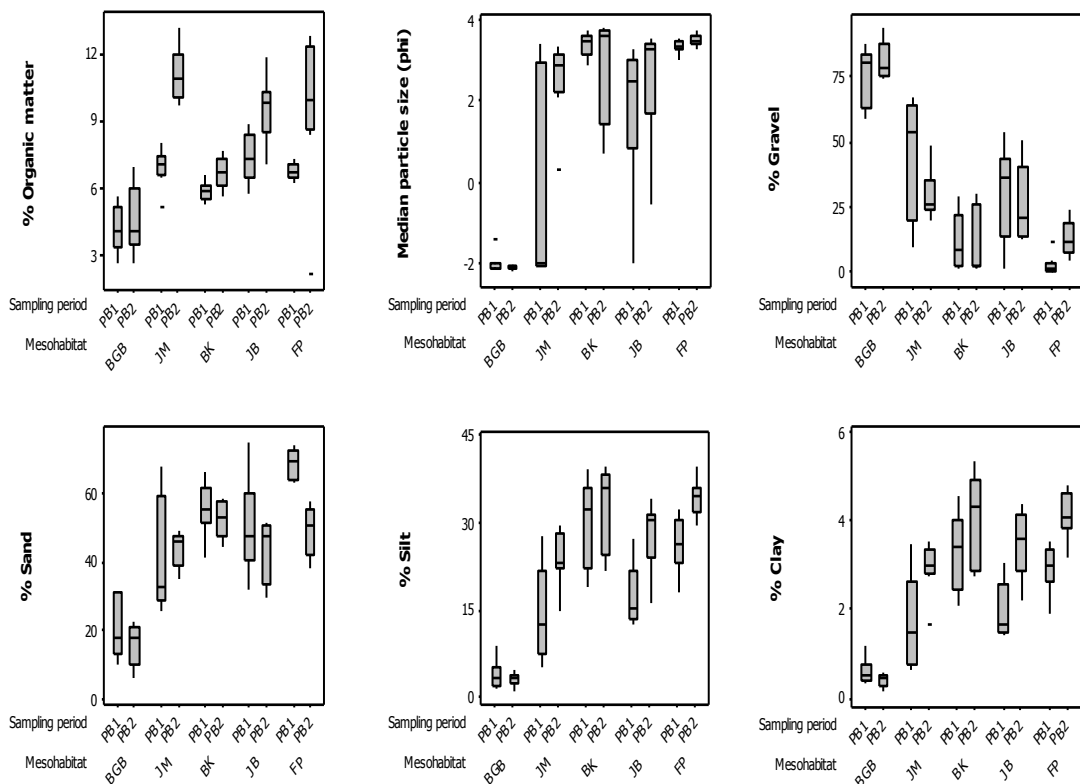 % Organic matter
12
9
6
3
Sampling period
PB1 PB2 PB1 PB2 PB1 PB2 PB1 PB2 PB1 PB2
Mesohabitat
BGB JM BK JB FP
Median particle size (phi)
4
2
0
-2
Sampling period
PB1 PB2 PB1 PB2 PB1 PB2 PB1 PB2 PB1 PB2
Mesohabitat
BGB JM BK JB FP
% Gravel
75
50
25
0
Sampling period
PB1 PB2 PB1 PB2 PB1 PB2 PB1 PB2 PB1 PB2
Mesohabitat
BGB JM BK JB FP
% Sand
60
40
20
0
Sampling period
PB1 PB2 PB1 PB2 PB1 PB2 PB1 PB2 PB1 PB2
Mesohabitat
BGB JM BK JB FP
% Silt
45
30
15
0
Sampling period
PB1 PB2 PB1 PB2 PB1 PB2 PB1 PB2 PB1 PB2
Mesohabitat
BGB JM BK JB FP
% Clay
6
4
2
0
Sampling period
PB1 PB2 PB1 PB2 PB1 PB2 PB1 PB2 PB1 PB2
Mesohabitat
BGB JM BK JB FP